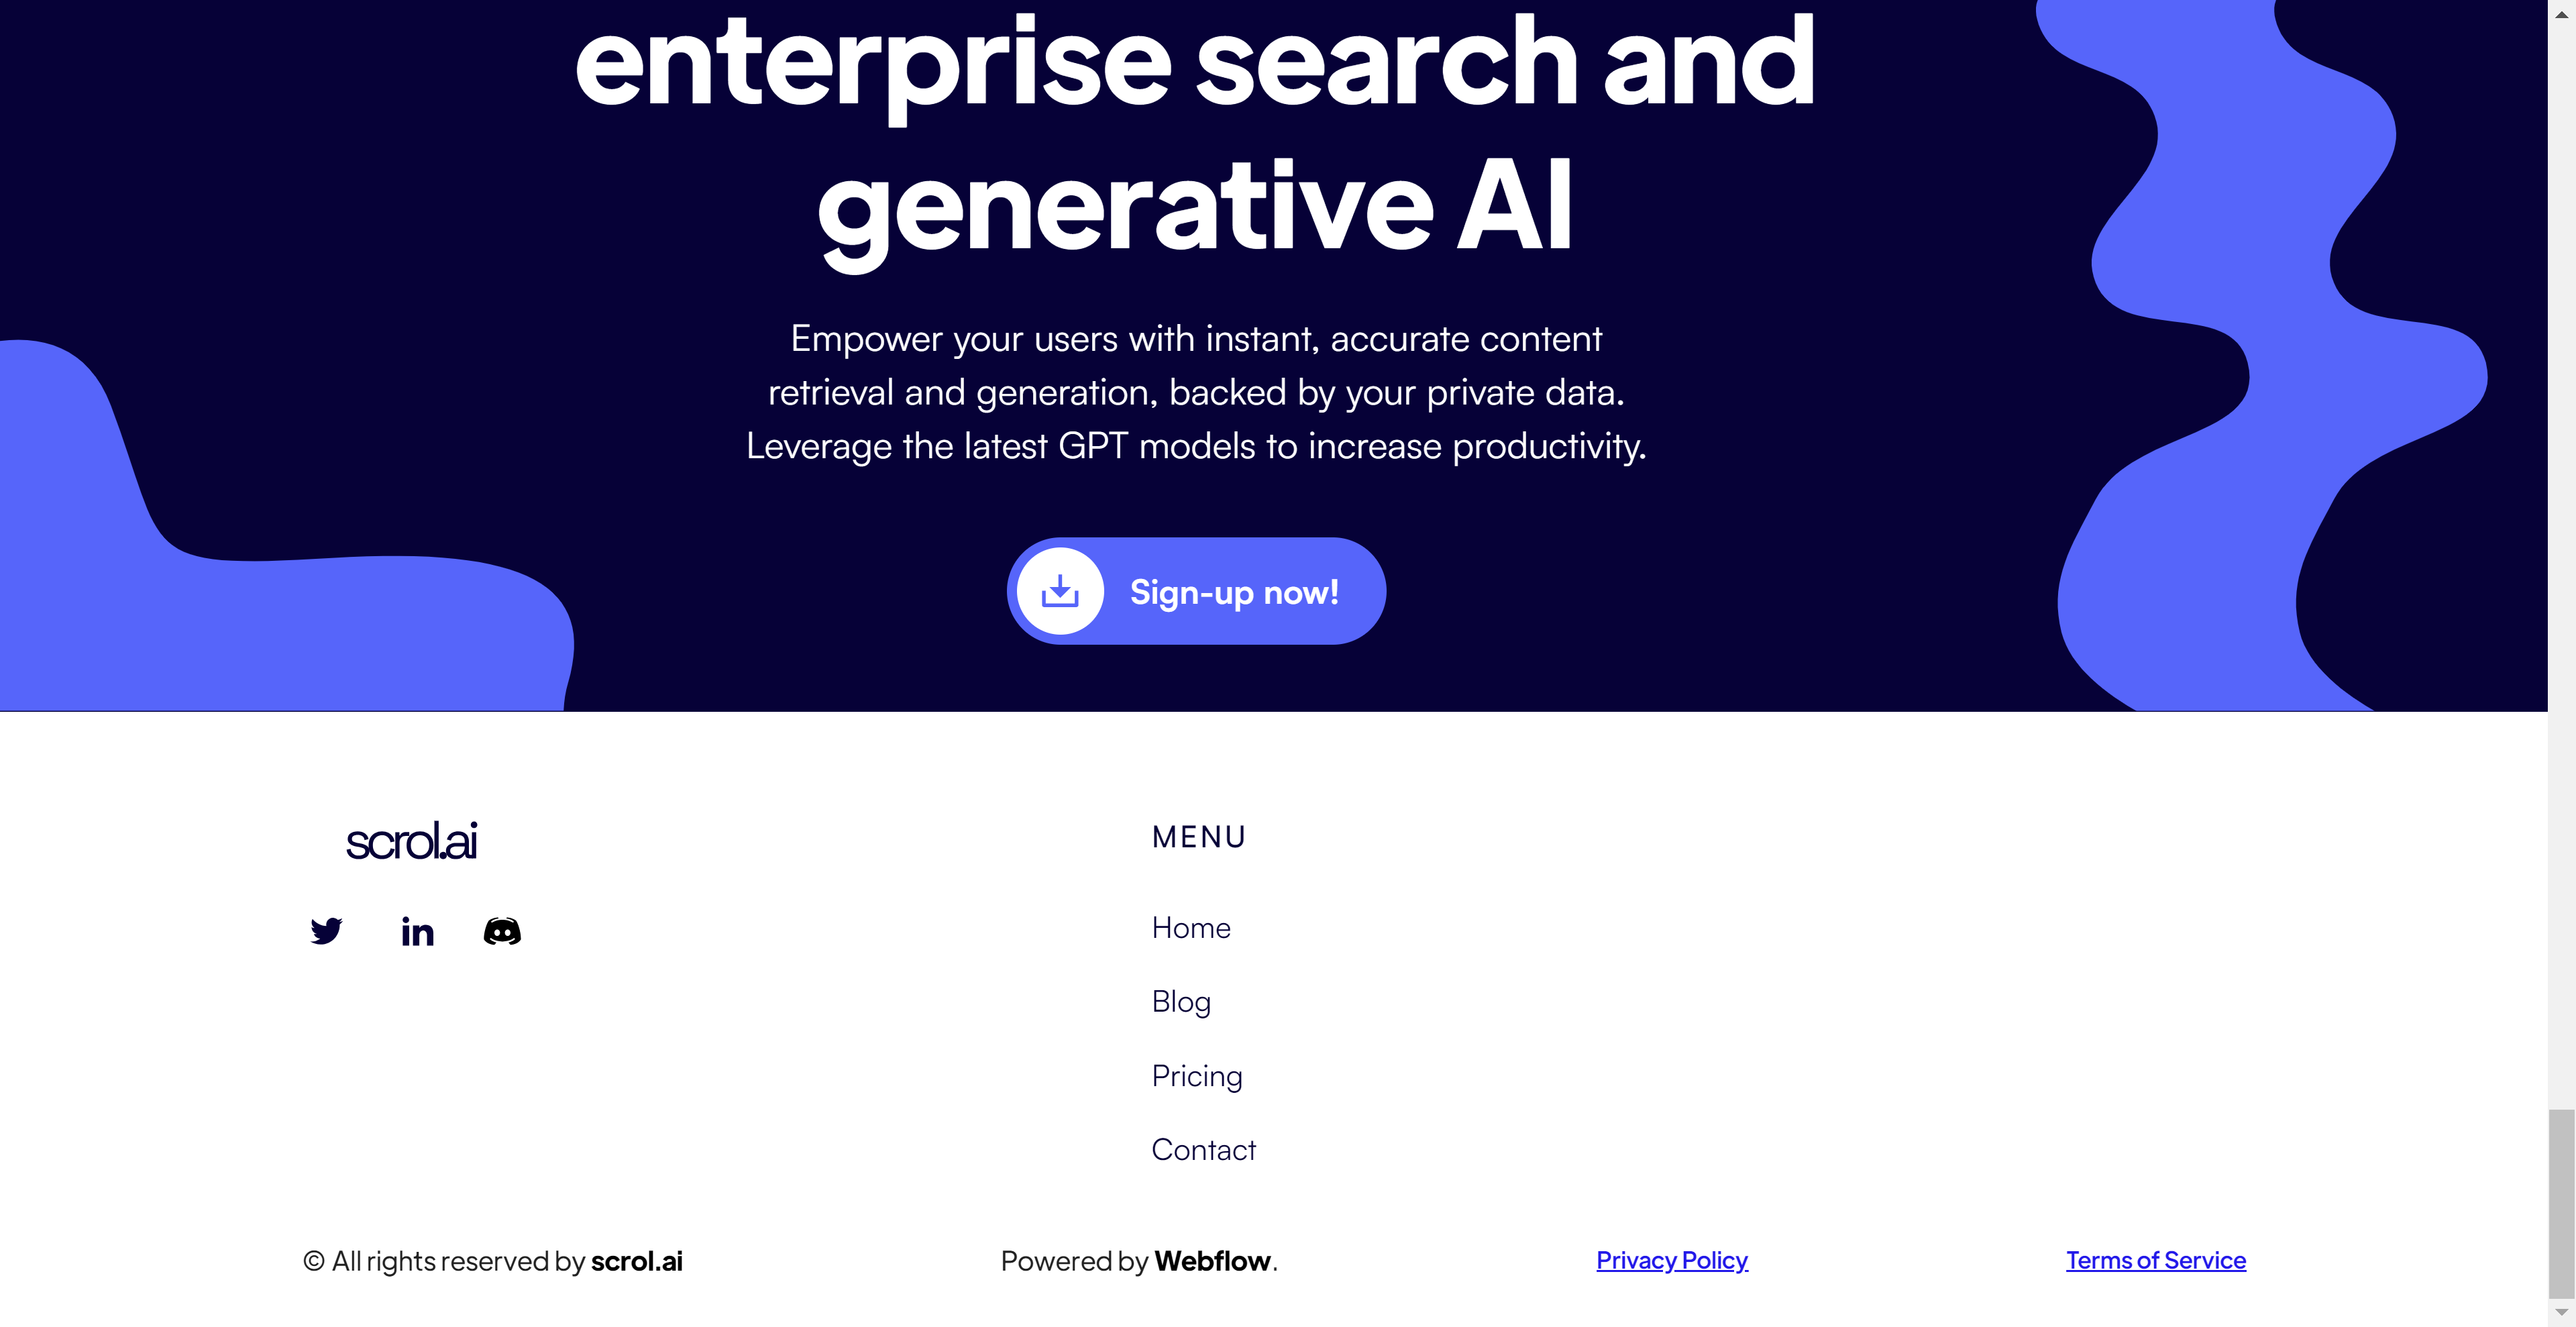 enterprise search and
generative AI
Empower your users with instant, accurate content
retrieval and generation, backed by your private data.
Leverage the latest GPT models to increase productivity.
Sign-up now!
scrol.ai
in
MENU
Home
Blog
Pricing
Contact
© All rights reserved by scrol.ai
Powered by Webflow.
Privacy Policy
Terms of Service